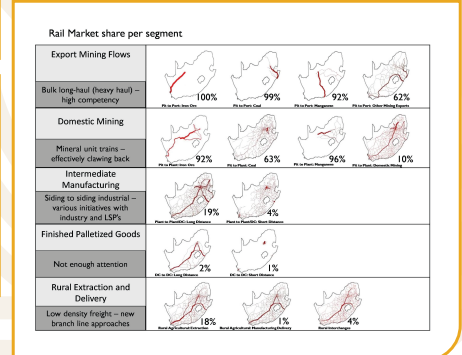 Rail Market share per segment
Export Mining Flows
Bulk long-haul (heavy haul) –
high competency
100%
Pit to Port: Iron Ore
99%
Pit to Port: Coal
92%
Pit to Port: Manganese
62%
Pit to Port: Other Mining Exports
Domestic Mining
Mineral unit trains –
effectively clawing back
92%
Pit to Plant: Iron Ore
63%
Pit to Plant: Coal
96%
Pit to Plant: Manganese
10%
Pit to Plant: Domestic Mining
Intermediate
Manufacturing
Siding to siding industrial –
various initiatives with
industry and LSP's
19%
Plant to Plant/DC: Long Distance
4%
Plant to Plant/DC: Short Distance
Finished Palletized Goods
Not enough attention
2%
DC to DC: Long Distance
1%
DC to DC: Short Distance
Rural Extraction and
Delivery
Low density freight – new
branch line approaches
18%
Rural Agricultural Extraction
1%
Rural Agricultural Manufacturing Delivery
4%
Rural Interchange